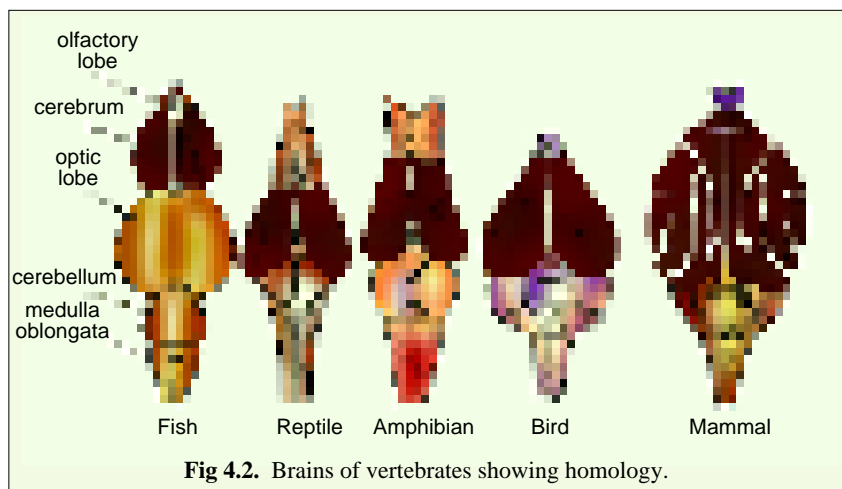 olfactory
lobe
cerebrum
optic
lobe
cerebellum
medulla
oblongata
Fish Reptile Amphibian Bird Mammal
Fig 4.2. Brains of vertebrates showing homology.